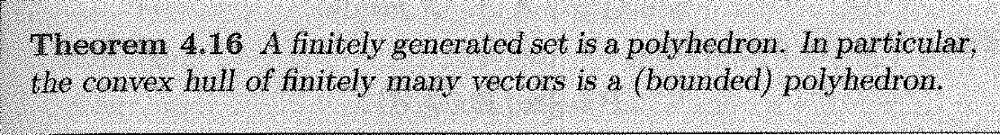 Theorem 4.16 A finitely generated set is a polyhedron. In particular,
the convex hull of finitely many vectors is a (bounded) polyhedron.